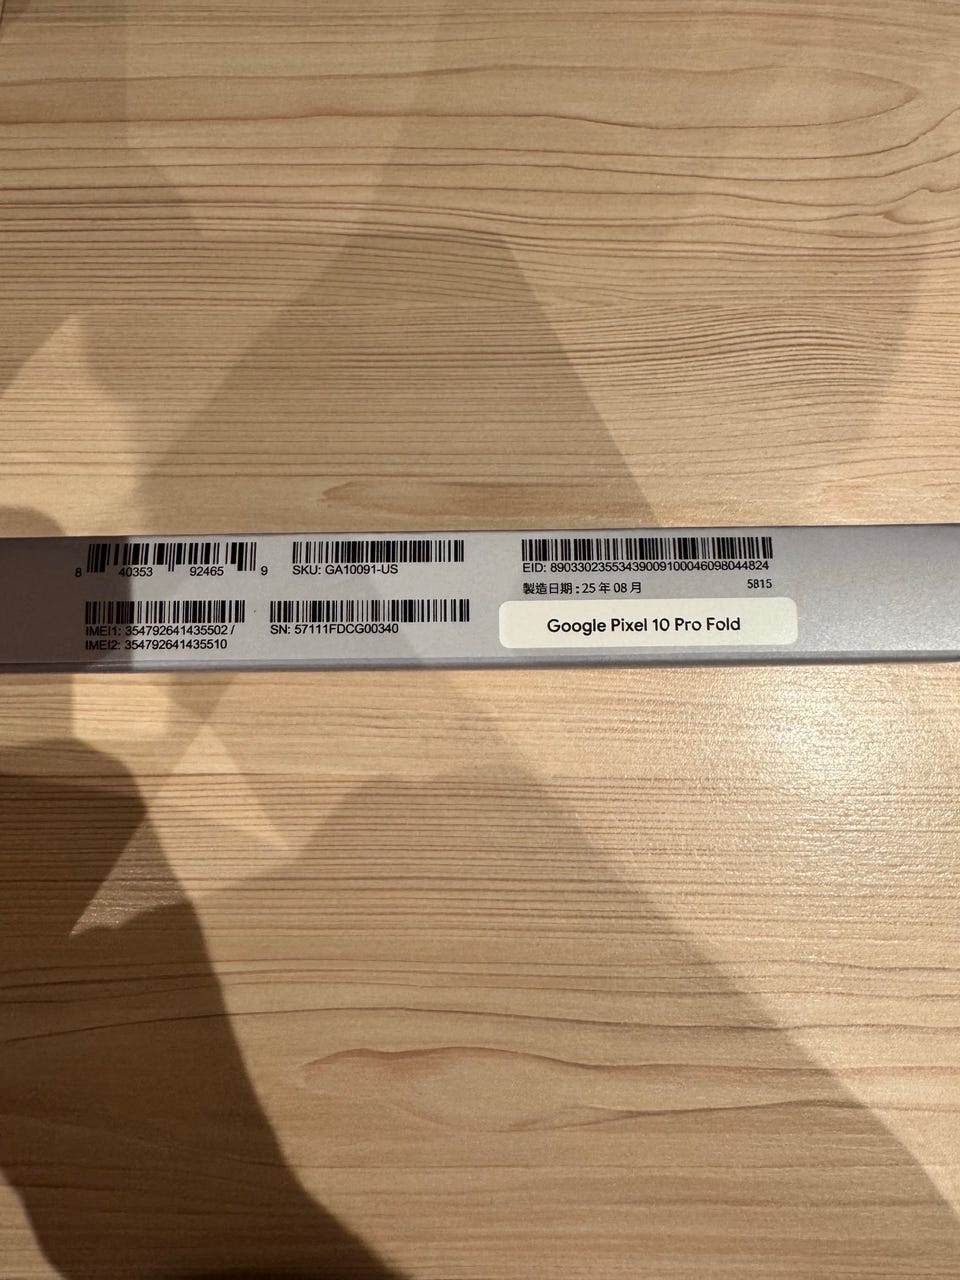 8 40353 92465 9
SKU: GA10091-US
EID: 89033023553439009100046098044824
製造日期 : 25 年 08 月 5815
IMEI1: 354792641435502 /
IMEI2: 354792641435510
SN: 57111FDCG00340
Google Pixel 10 Pro Fold